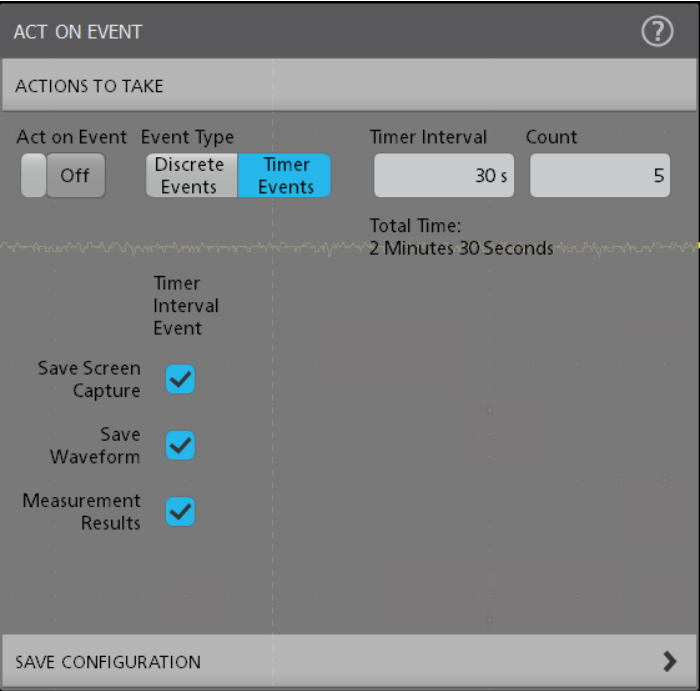 ACT ON EVENT
?
ACTIONS TO TAKE
Act on Event
Off
Event Type
Discrete
Events
Timer
Events
Timer Interval
30 s
Count
5
Total Time:
2 Minutes 30 Seconds
Timer
Interval
Event
Save Screen
Capture
Save
Waveform
Measurement
Results
SAVE CONFIGURATION